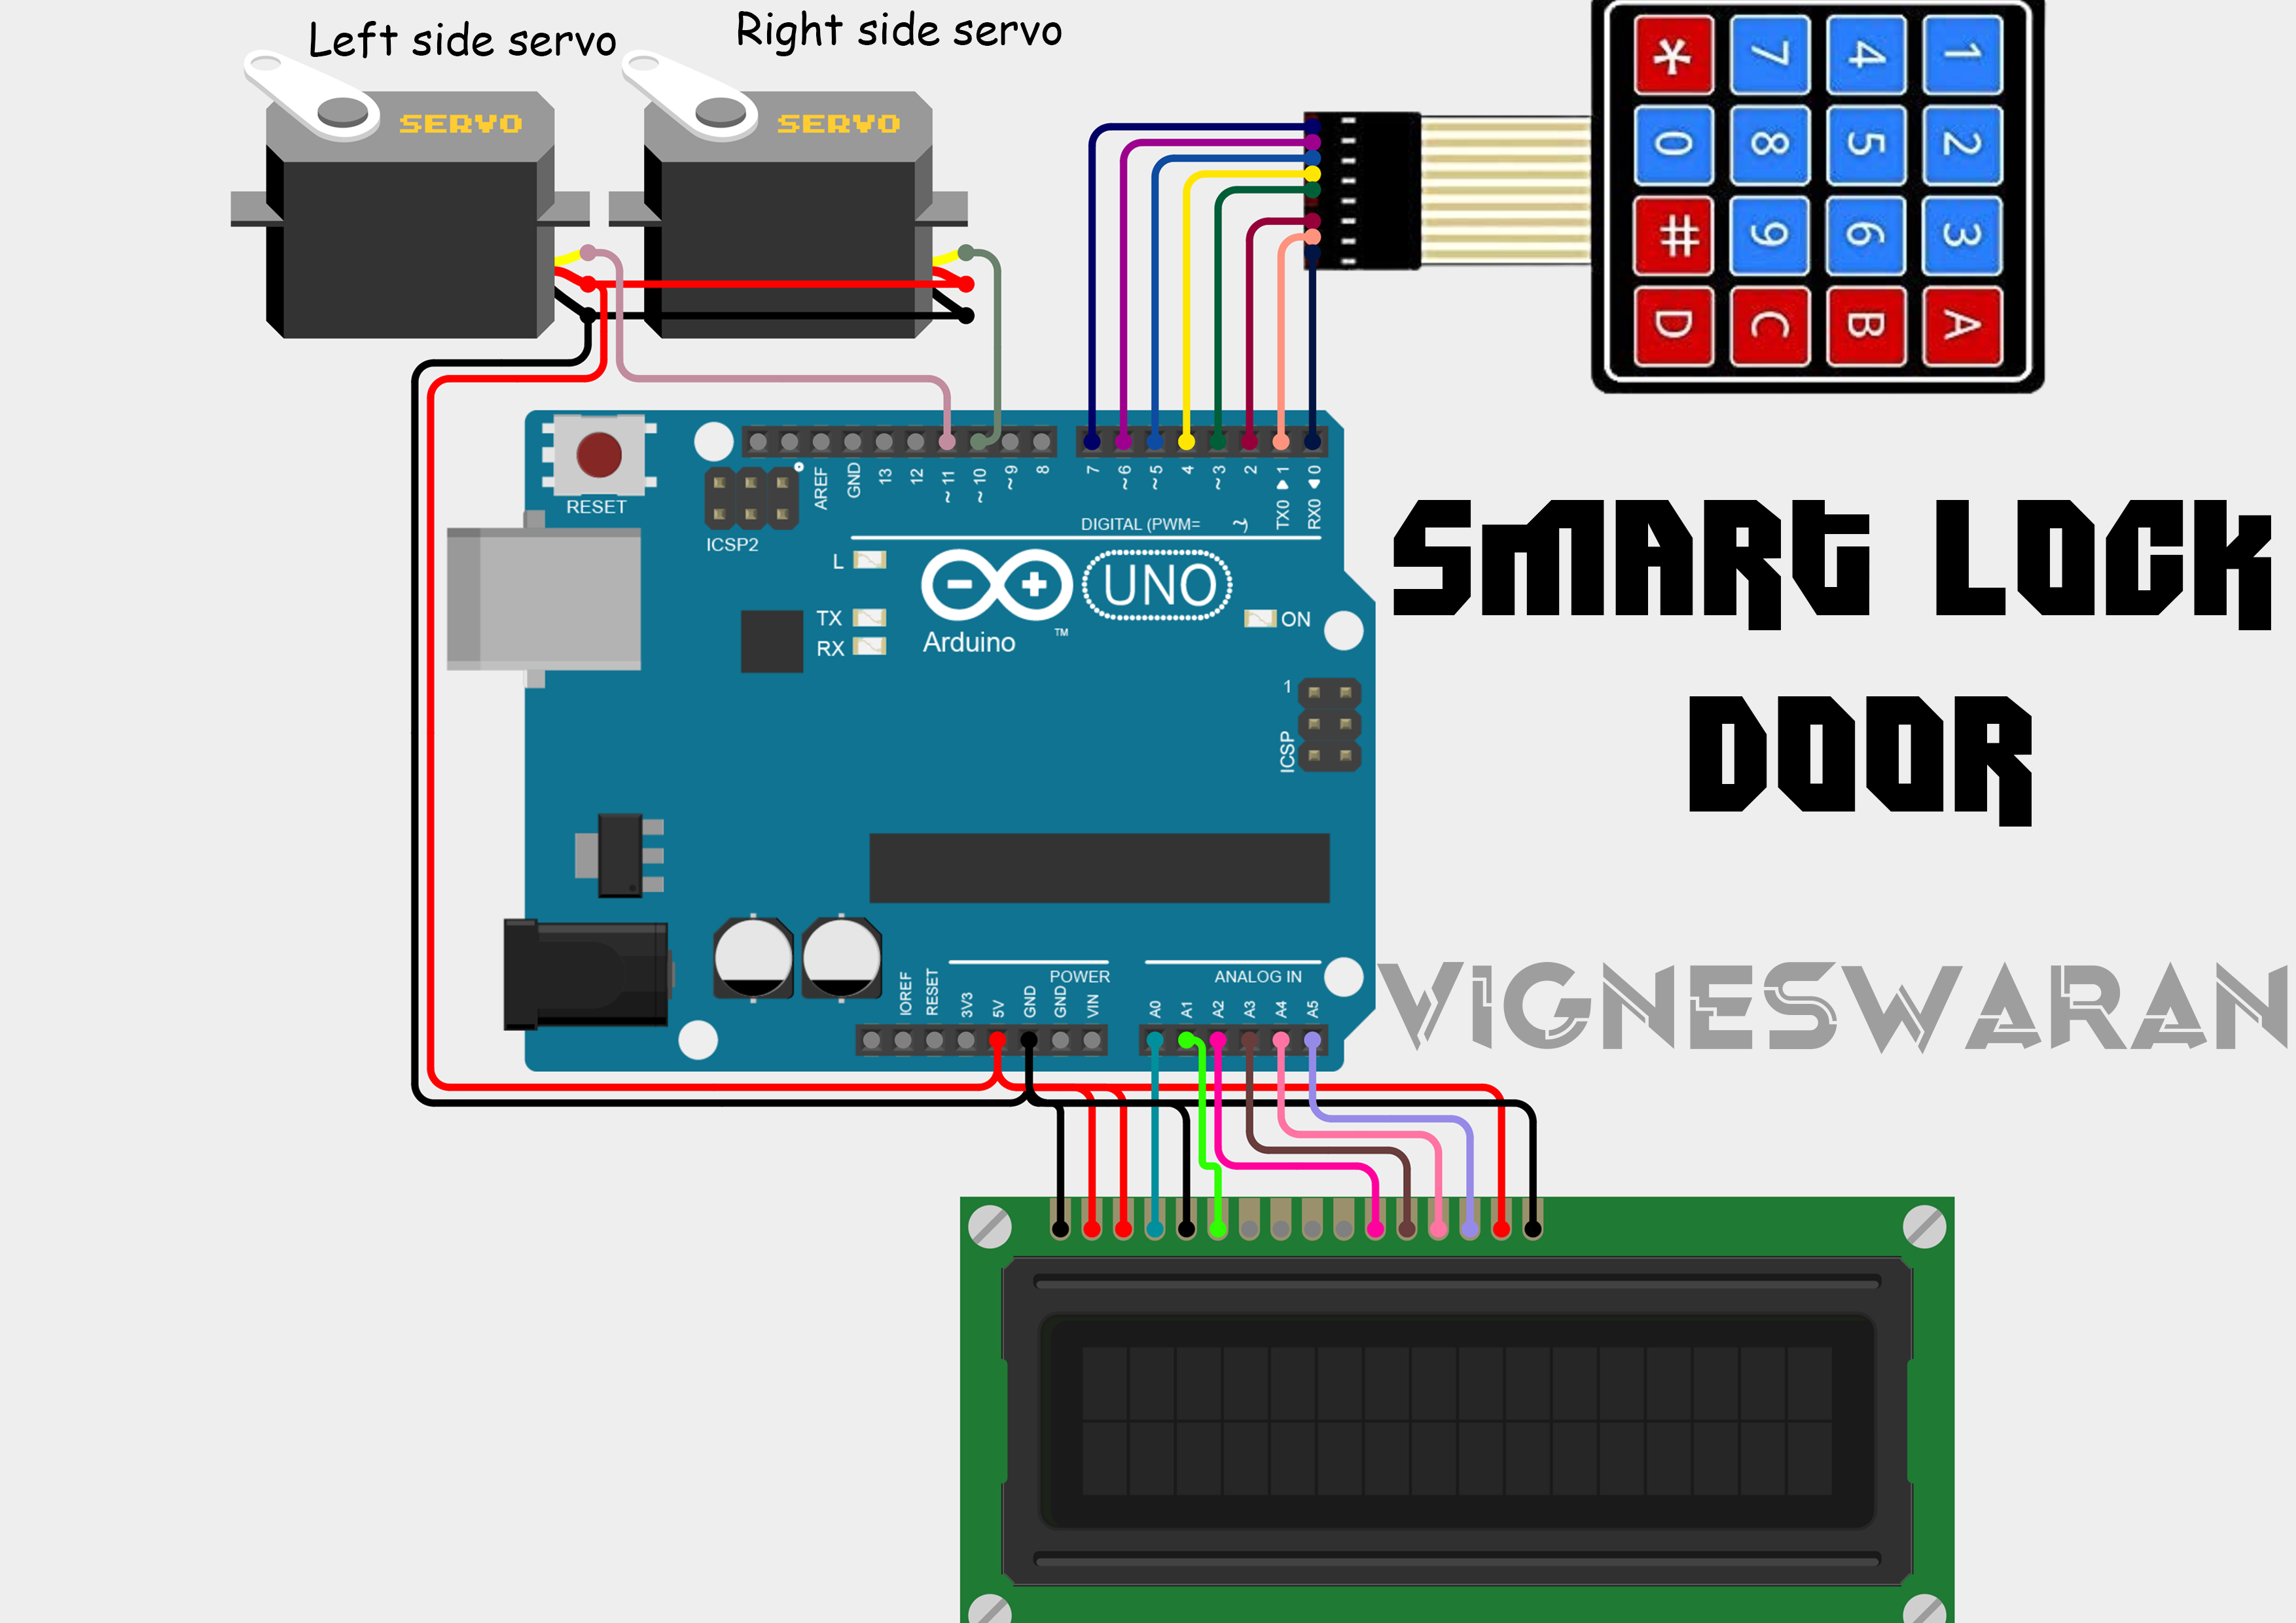 Left side servo
Right side servo
SERVO
SERVO
* 7 4 1
0 8 5 2
# 9 6 3
D C B A
RESET
ICSP2
AREF
GND
13
12
~ 11
~ 10
~ 9
8
7
~ 6
~ 5
4
~ 3
2
TX0 ▶ 1
RX0 ◀ 0
DIGITAL (PWM= ~)
L
TX
RX
Arduino
TM
UNO
ON
1
ICSP
SMART LOCK
DOOR
VIGNESWARAN
IOREF
RESET
3V3
5V
GND
GND
VIN
POWER
ANALOG IN
A0
A1
A2
A3
A4
A5